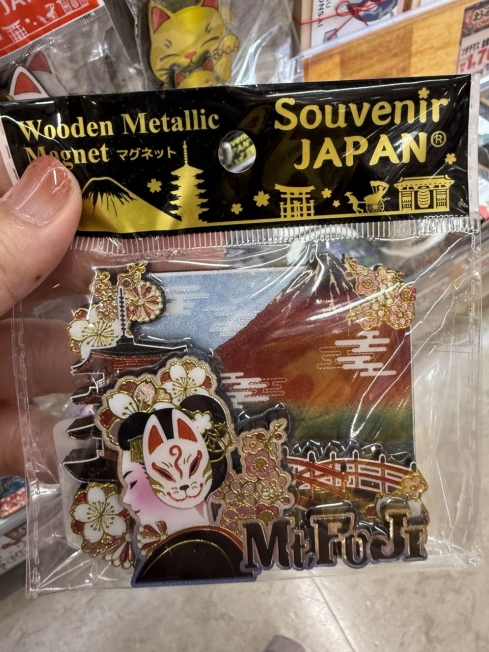 Wooden Metallic
Magnet マグネット
Souvenir
JAPAN®
Mt.FuJi